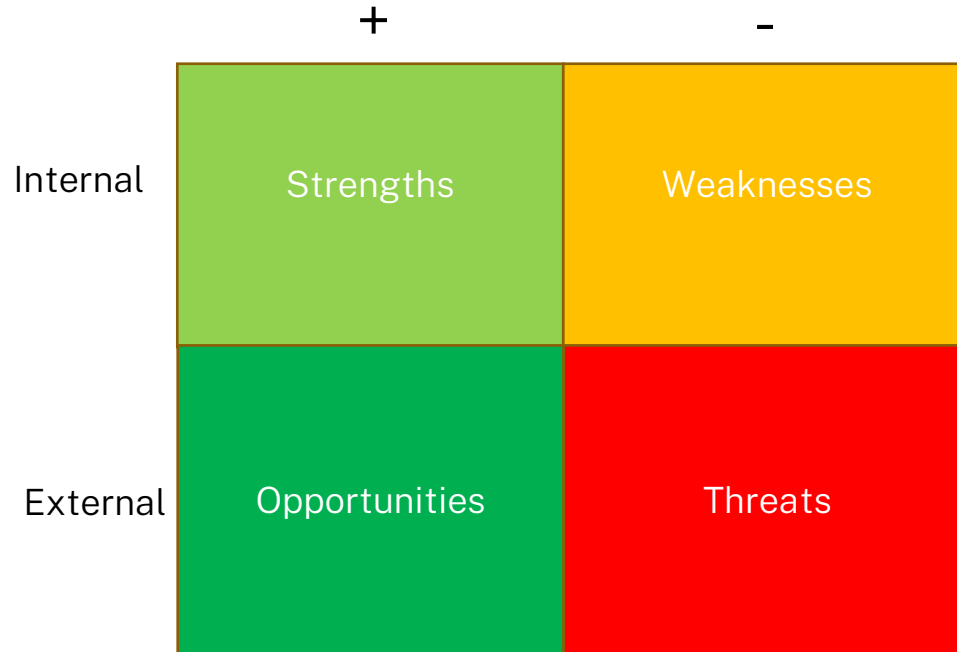 + -
Internal Strengths Weaknesses
External Opportunities Threats